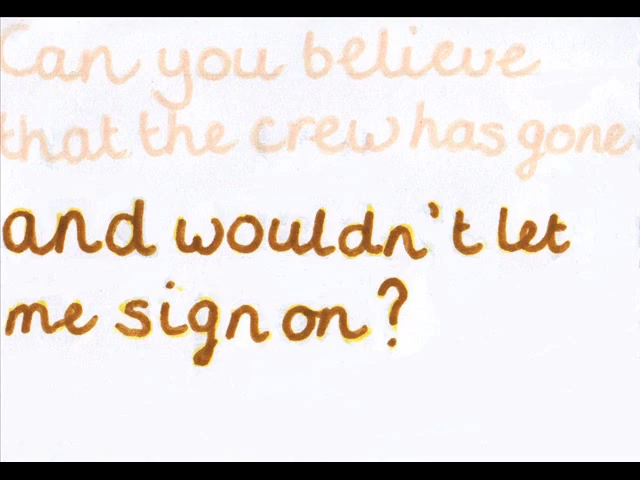 Can you believe
that the crew has gone
and wouldn't let
me sign on?